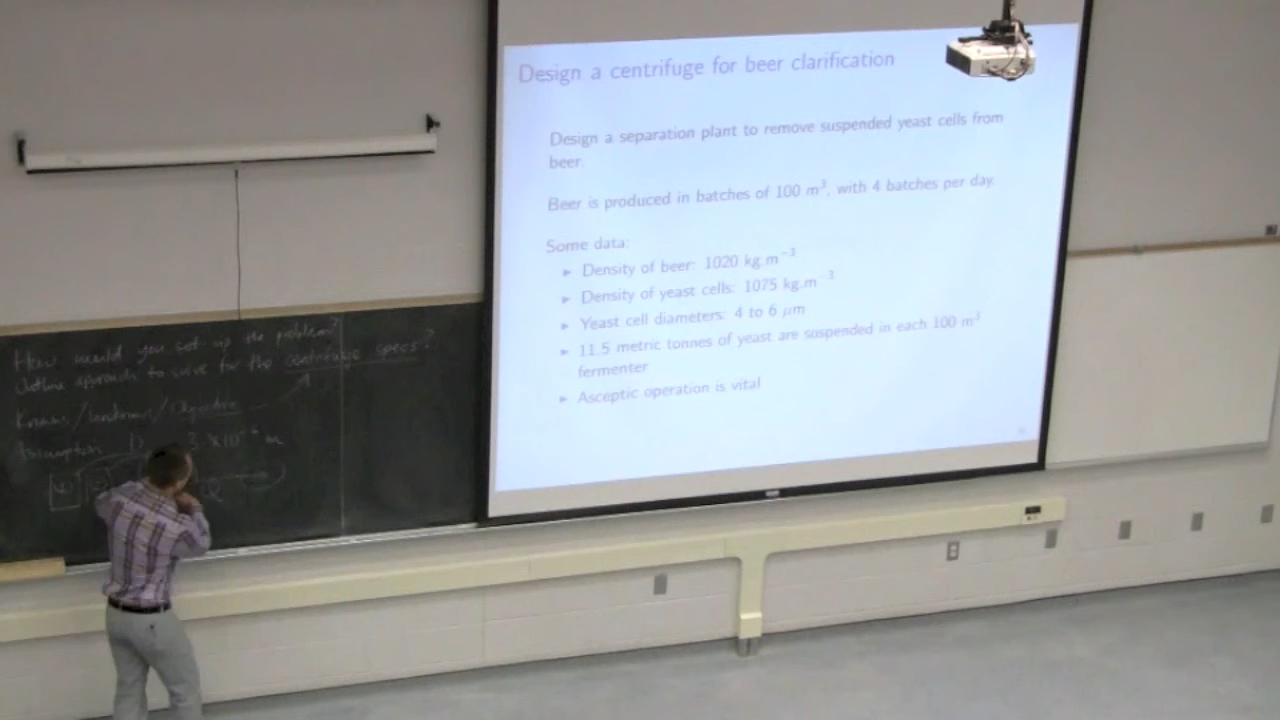 Design a centrifuge for beer clarification
Design a separation plant to remove suspended yeast cells from
beer.
Beer is produced in batches of 100 m³, with 4 batches per day.
Some data:
▶ Density of beer: 1020 kg.m⁻³
▶ Density of yeast cells: 1075 kg.m⁻³
▶ Yeast cell diameters: 4 to 6 μm
▶ 11.5 metric tonnes of yeast are suspended in each 100 m³
fermenter
▶ Asceptic operation is vital
How would you set up the problem?
Outline approach to solve for the centrifuge specs?
Knowns/Unknowns/Objective
Assumption